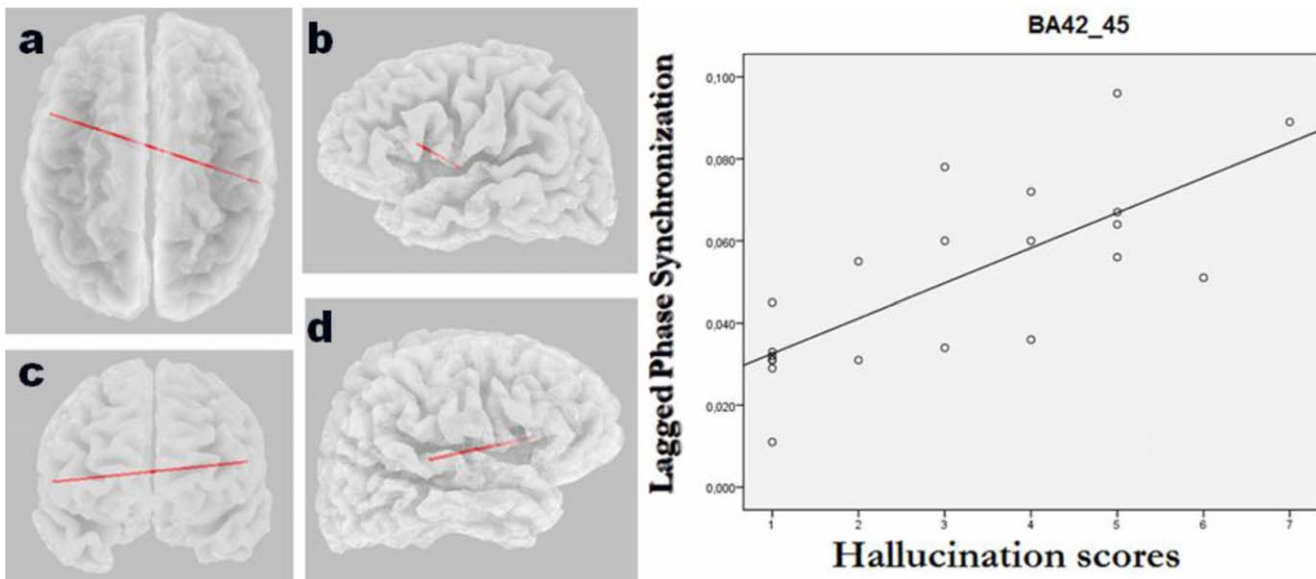 a
b
c
d
BA42_45
Lagged Phase Synchronization
0,100
0,080
0,060
0,040
0,020
0,000
1 2 3 4 5 6 7
Hallucination scores